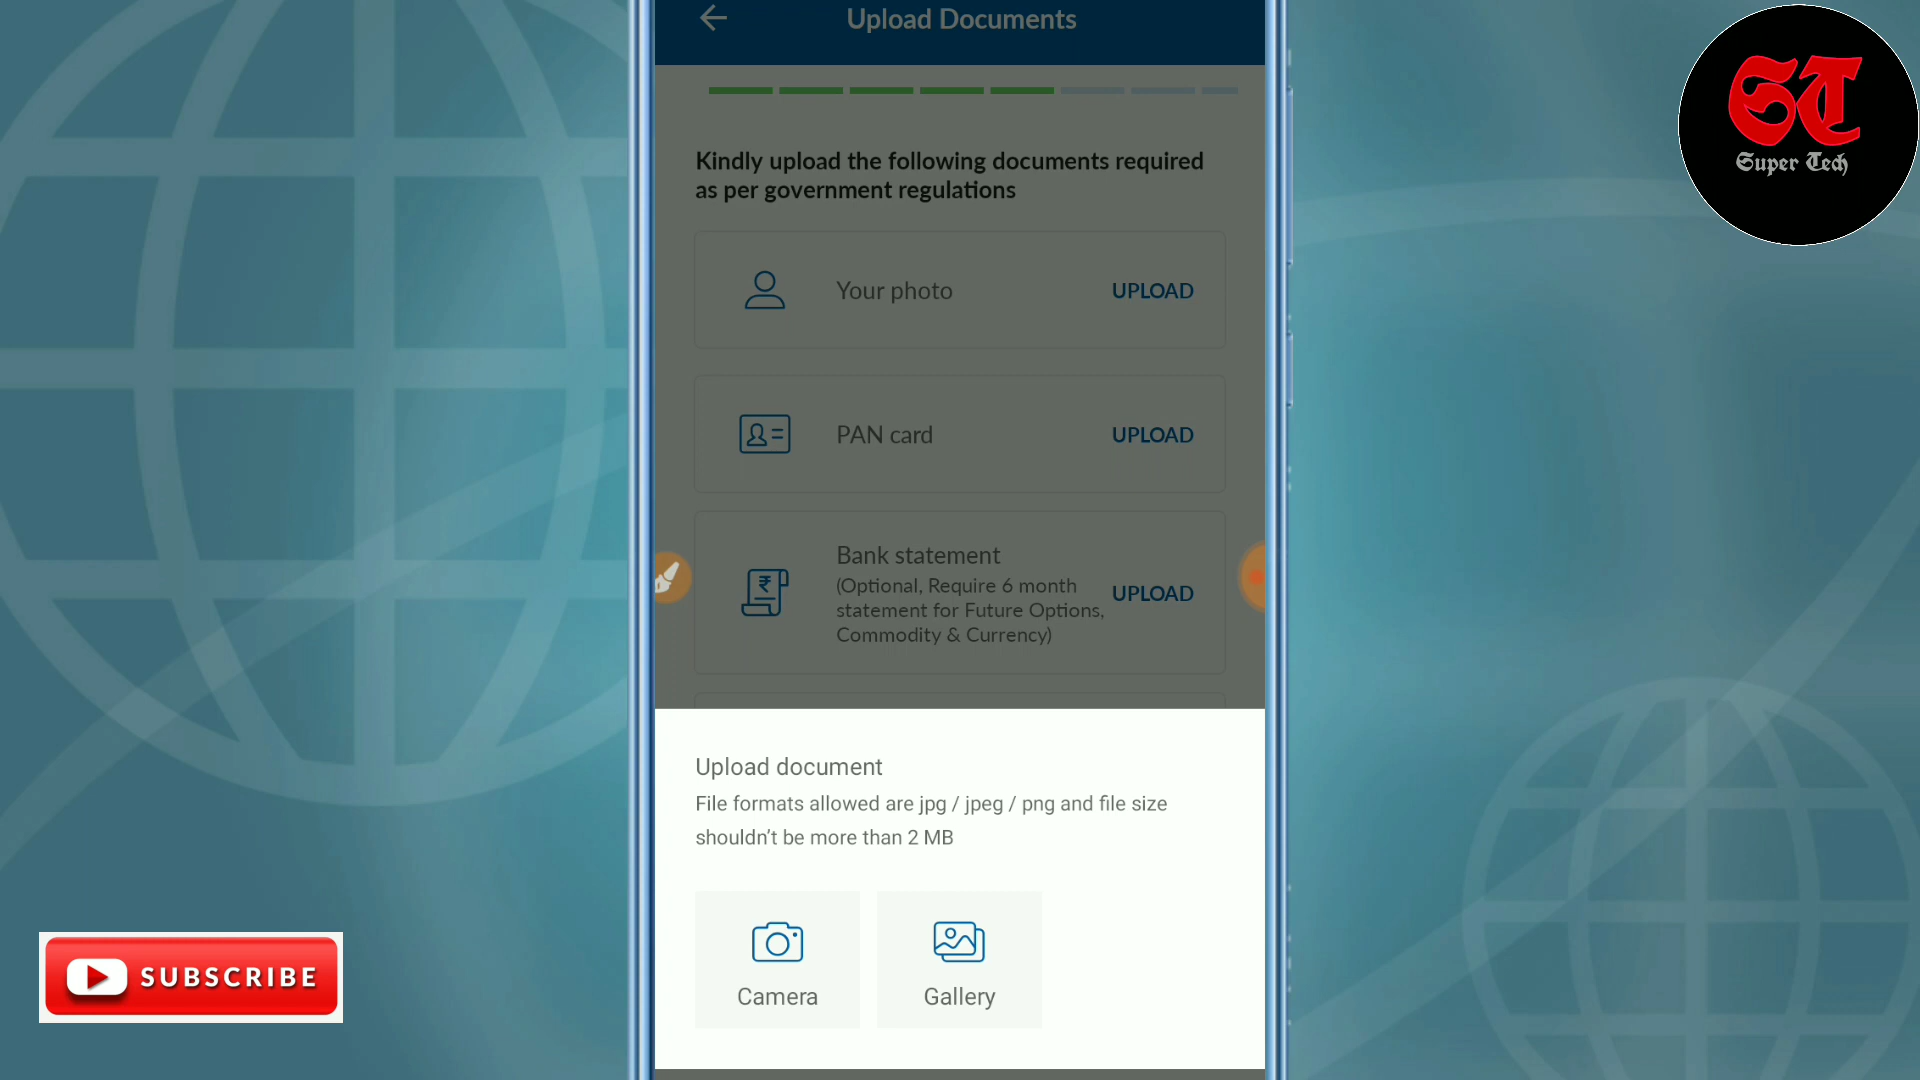 Upload Documents
Kindly upload the following documents required
as per government regulations
Your photo
UPLOAD
PAN card
UPLOAD
Bank statement
(Optional, Require 6 month
statement for Future Options,
Commodity & Currency)
UPLOAD
Upload document
File formats allowed are jpg / jpeg / png and file size
shouldn't be more than 2 MB
Camera
Gallery
ST
Super Tech
SUBSCRIBE